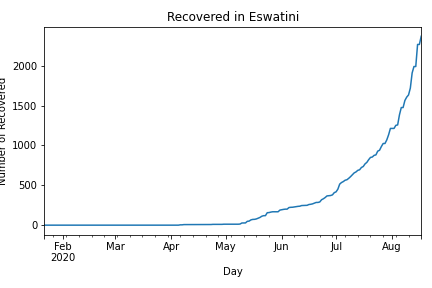 Recovered in Eswatini
Number of Recovered
2000
1500
1000
500
0
Feb
2020
Mar
Apr
May
Jun
Jul
Aug
Day